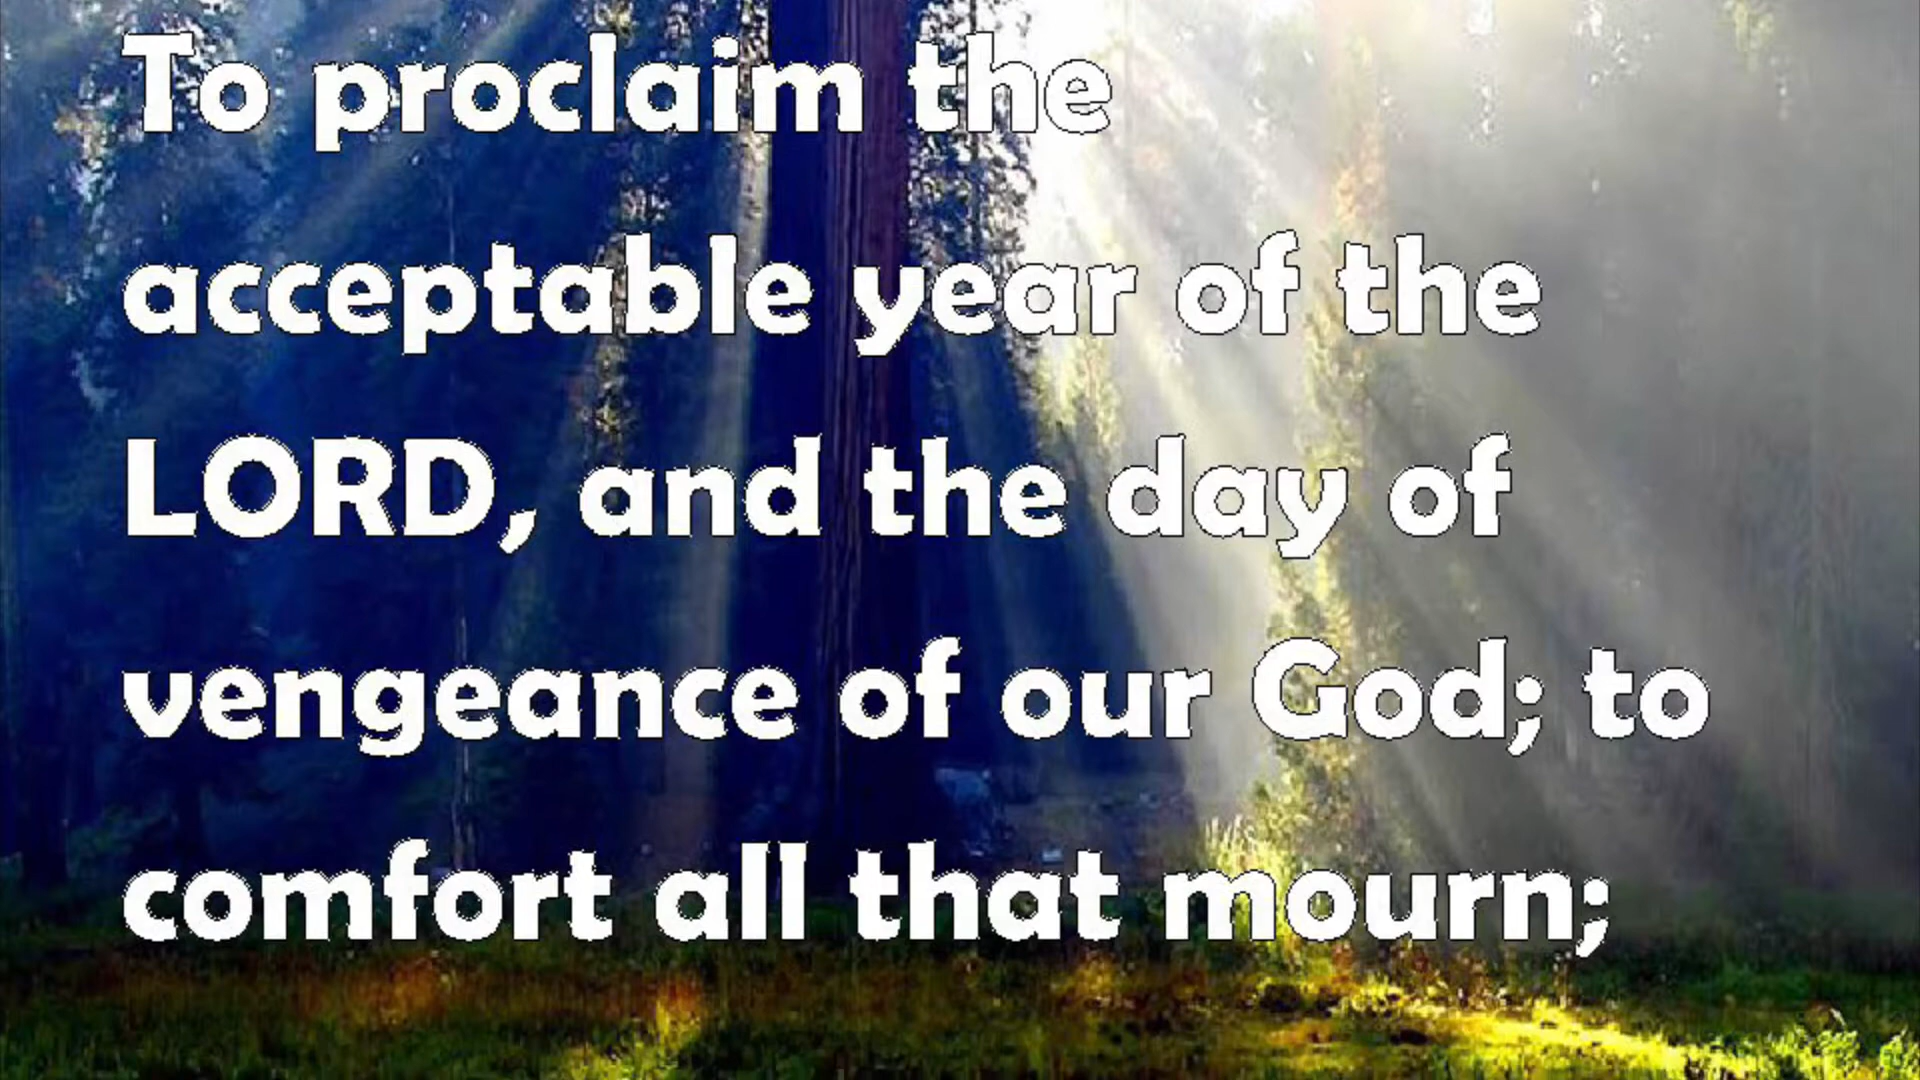 To proclaim the
acceptable year of the
LORD, and the day of
vengeance of our God; to
comfort all that mourn;